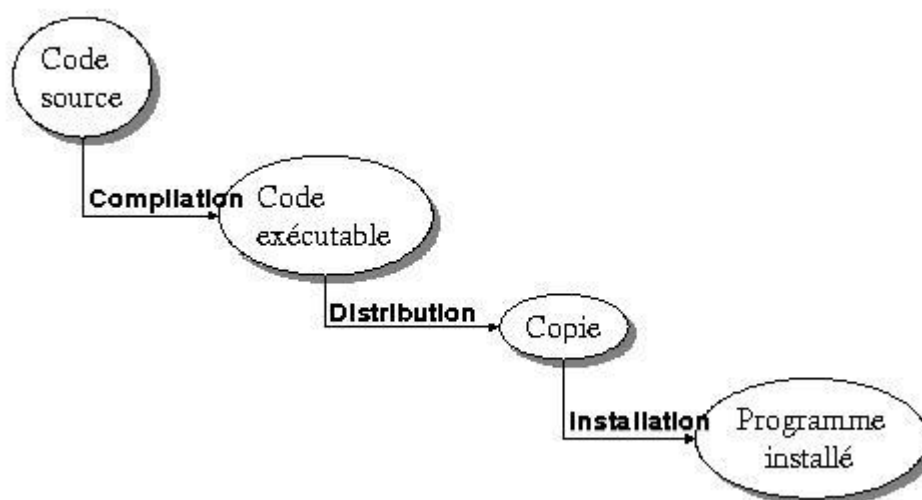 Code
source
Compilation
Code
exécutable
Distribution
Copie
Installation
Programme
installé